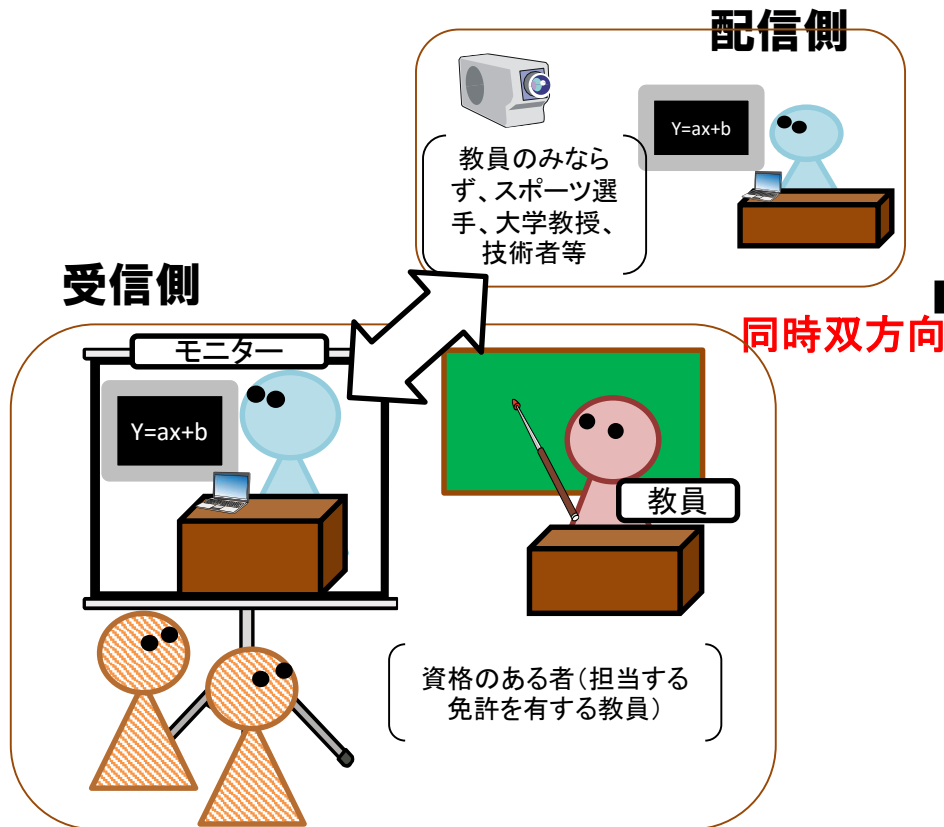 配信側
Y=ax+b
教員のみなら
ず、スポーツ選
手、大学教授、
技術者等
受信側
同時双方向
モニター
Y=ax+b
教員
資格のある者（担当する
免許を有する教員）